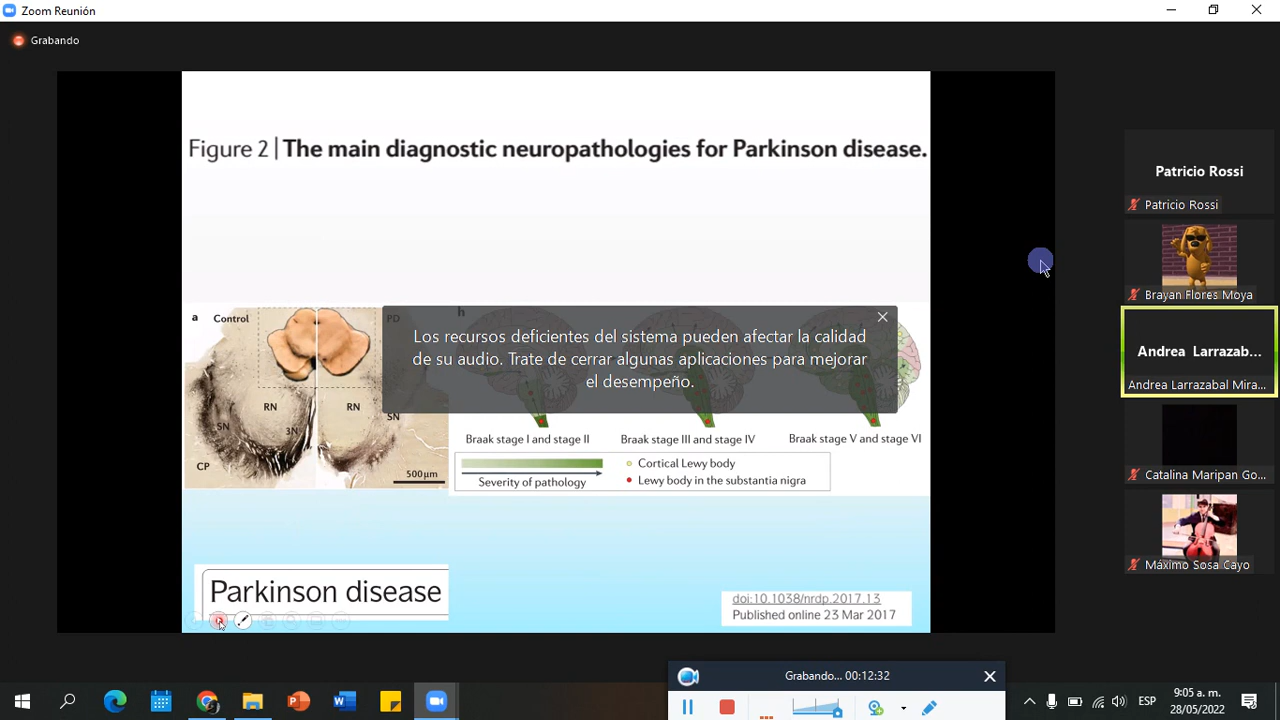 Zoom Reunión
Grabando
Figure 2 | The main diagnostic neuropathologies for Parkinson disease.
a Control
PD
b
Los recursos deficientes del sistema pueden afectar la calidad
de su audio. Trate de cerrar algunas aplicaciones para mejorar
el desempeño.
RN
RN
SN
3N
SN
CP
500 µm
Braak stage I and stage II
Braak stage III and stage IV
Braak stage V and stage VI
Severity of pathology
Cortical Lewy body
Lewy body in the substantia nigra
Parkinson disease
doi:10.1038/nrdp.2017.13
Published online 23 Mar 2017
Patricio Rossi
Patricio Rossi
Brayan Flores Moya
Andrea Larrazab...
Andrea Larrazabal Mira...
Catalina Maripan Go...
Máximo Sosa Cayo
Grabando... 00:12:32
ESP
9:05 a. m.
28/05/2022